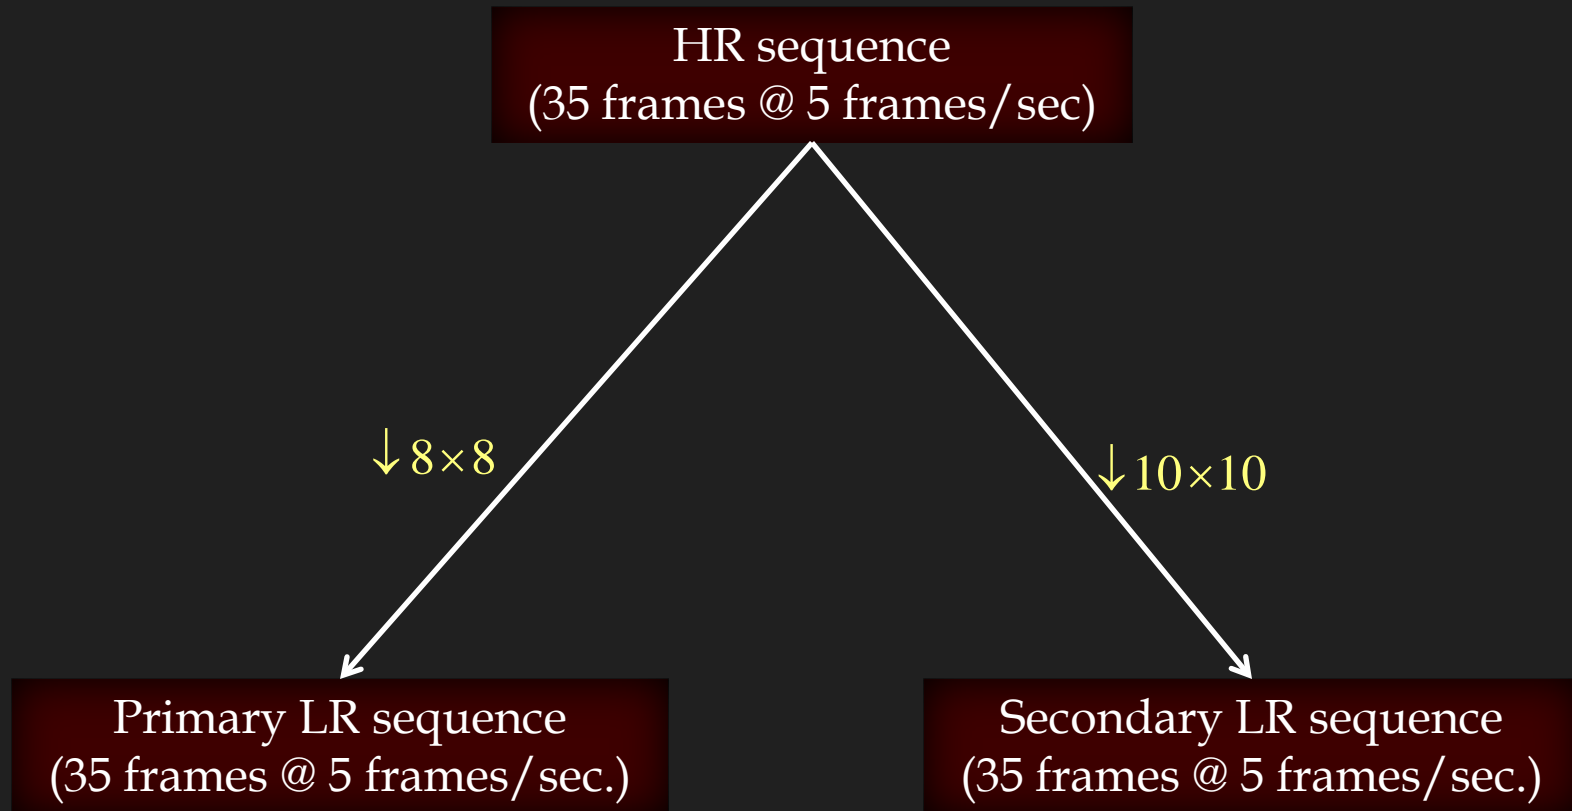 HR sequence
(35 frames @ 5 frames/sec)
↓8×8
↓10×10
Primary LR sequence
(35 frames @ 5 frames/sec.)
Secondary LR sequence
(35 frames @ 5 frames/sec.)